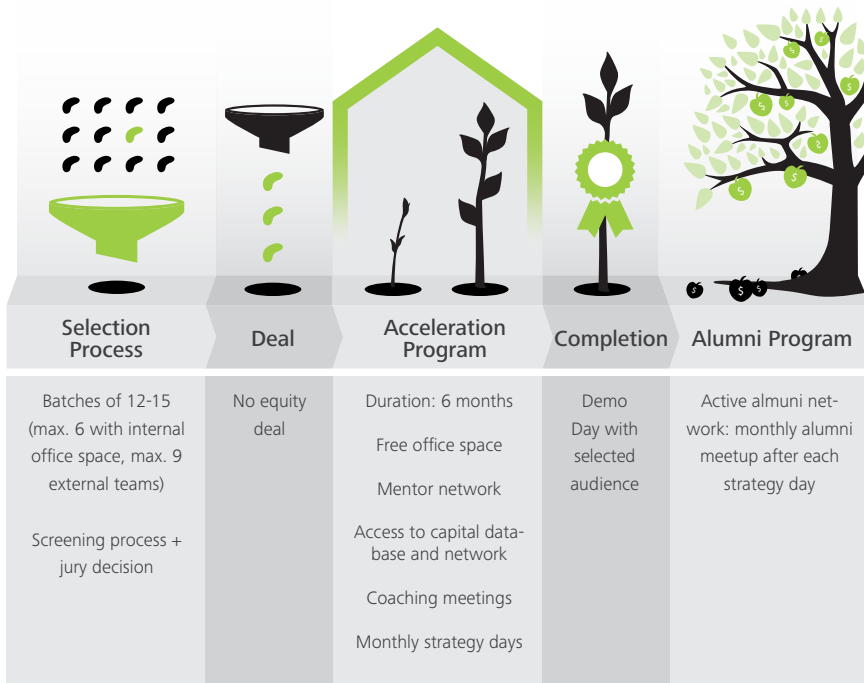 Selection
Process
Deal
Acceleration
Program
Completion
Alumni Program
Batches of 12-15
(max. 6 with internal
office space, max. 9
external teams)
Screening process +
jury decision
No equity
deal
Duration: 6 months
Free office space
Mentor network
Access to capital data-
base and network
Coaching meetings
Monthly strategy days
Demo
Day with
selected
audience
Active almuni net-
work: monthly alumni
meetup after each
strategy day